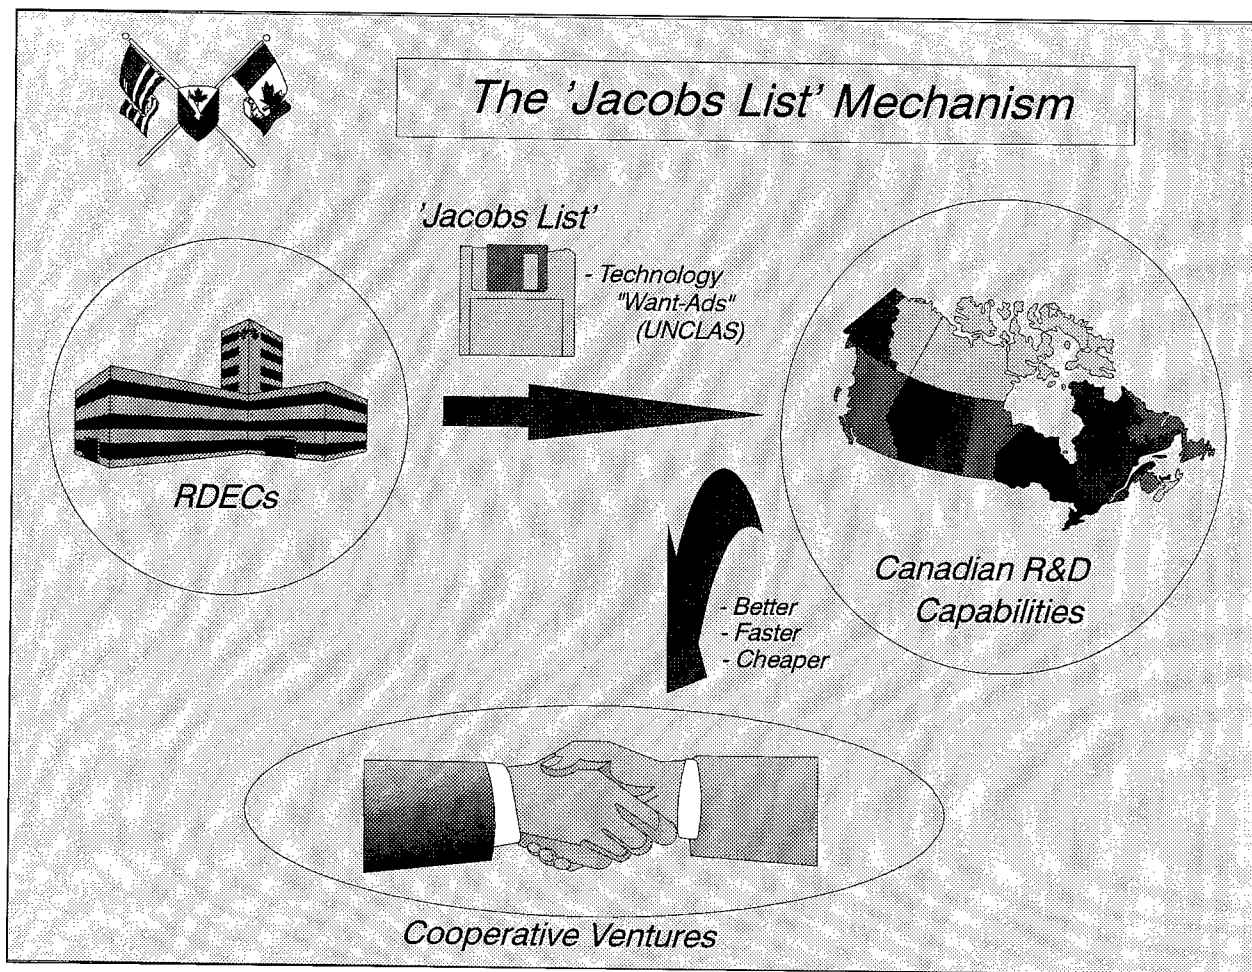 The 'Jacobs List' Mechanism
'Jacobs List'
- Technology
"Want-Ads"
(UNCLAS)
RDECs
Canadian R&D
Capabilities
- Better
- Faster
- Cheaper
Cooperative Ventures